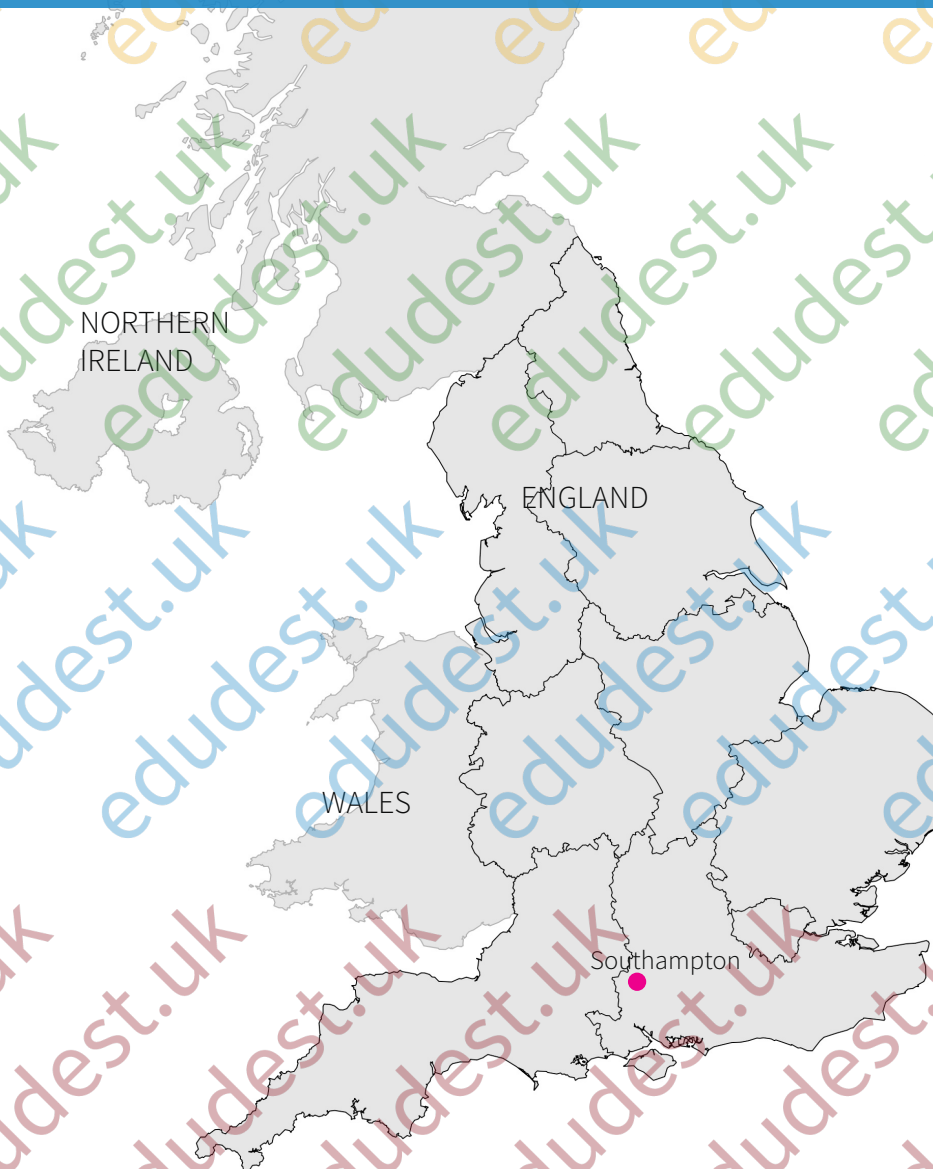 NORTHERN
IRELAND
ENGLAND
WALES
Southampton
edudest.uk